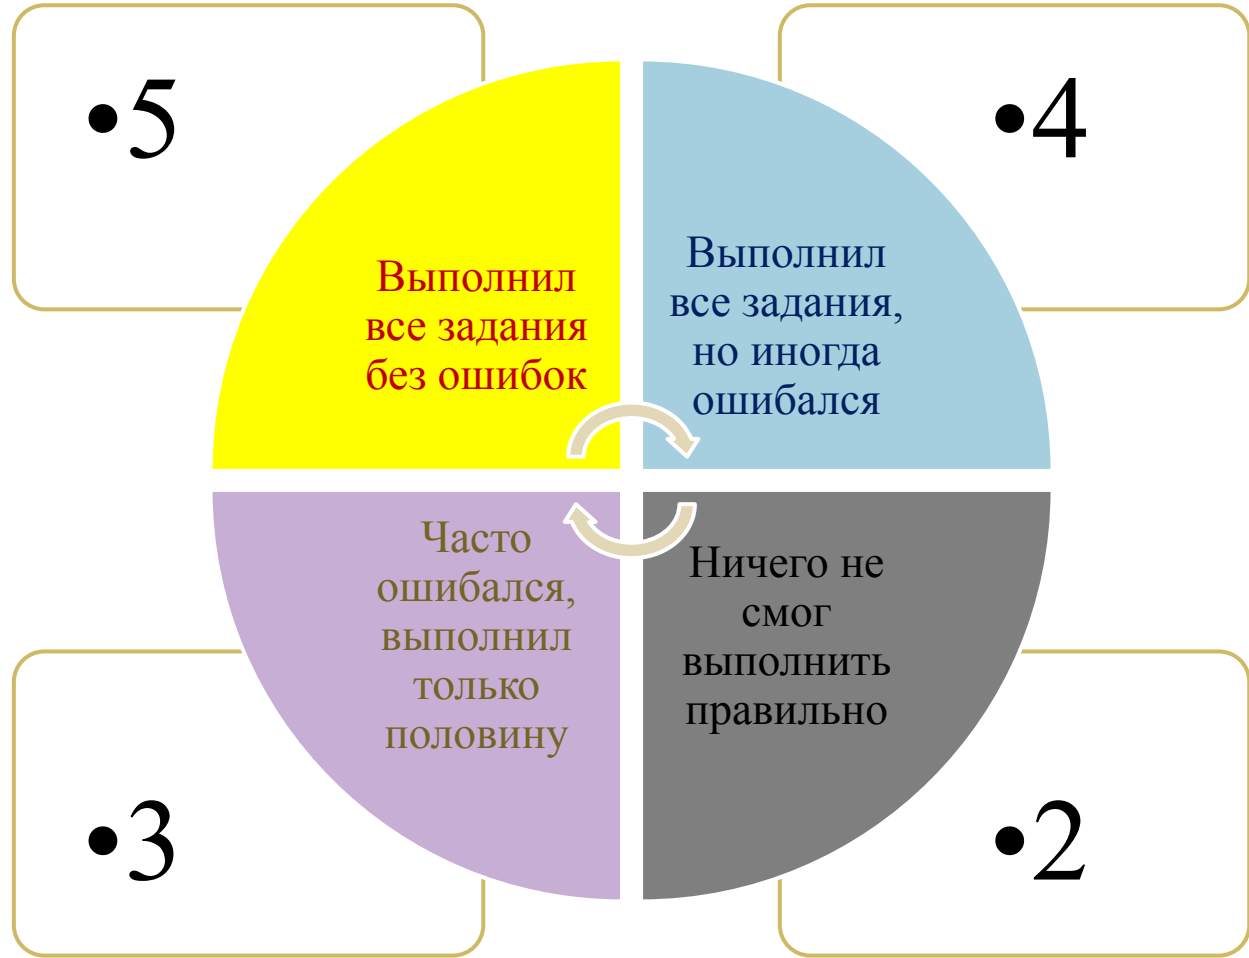 •5
Выполнил
все задания
без ошибок
•4
Выполнил
все задания,
но иногда
ошибался
•3
Часто
ошибался,
выполнил
только
половину
•2
Ничего не
смог
выполнить
правильно